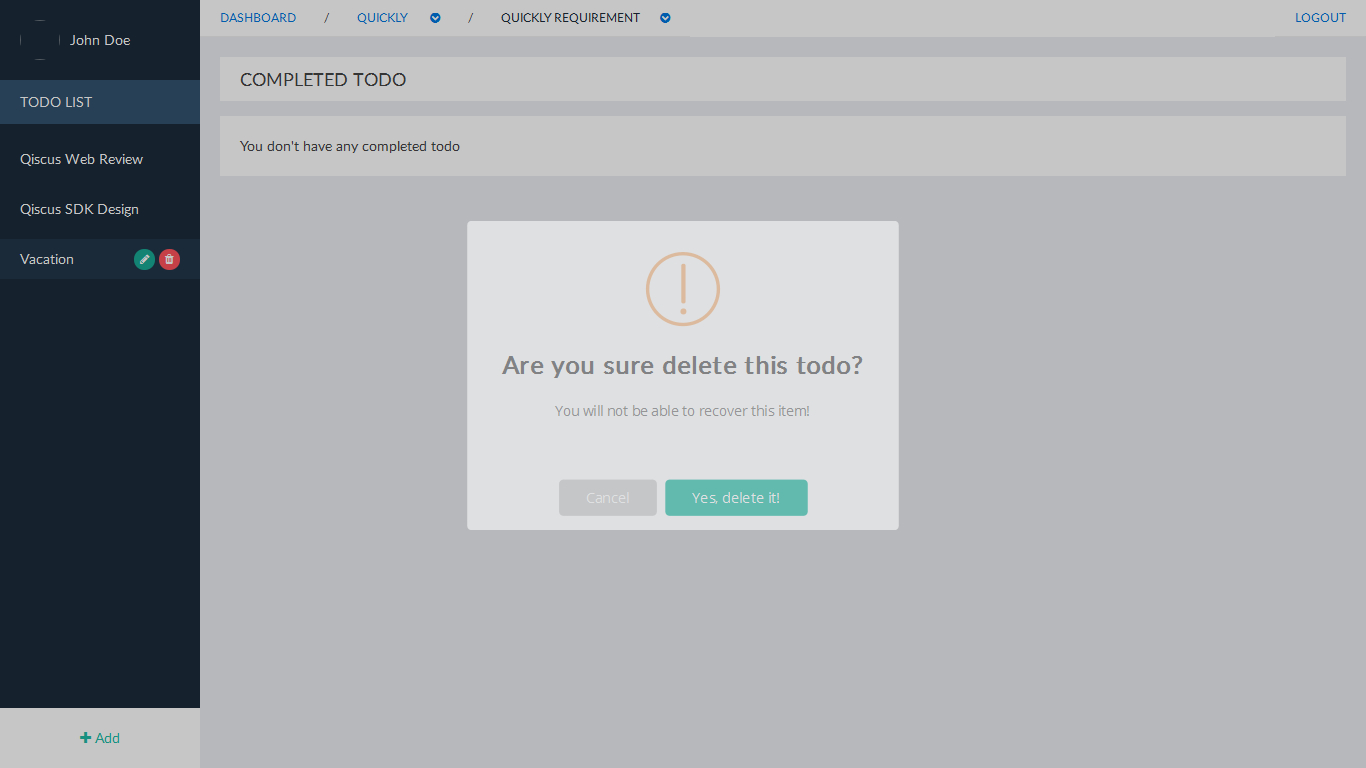 John Doe
TODO LIST
Qiscus Web Review
Qiscus SDK Design
Vacation
+ Add
DASHBOARD / QUICKLY / QUICKLY REQUIREMENT LOGOUT
COMPLETED TODO
You don't have any completed todo
Are you sure delete this todo?
You will not be able to recover this item!
Cancel Yes, delete it!